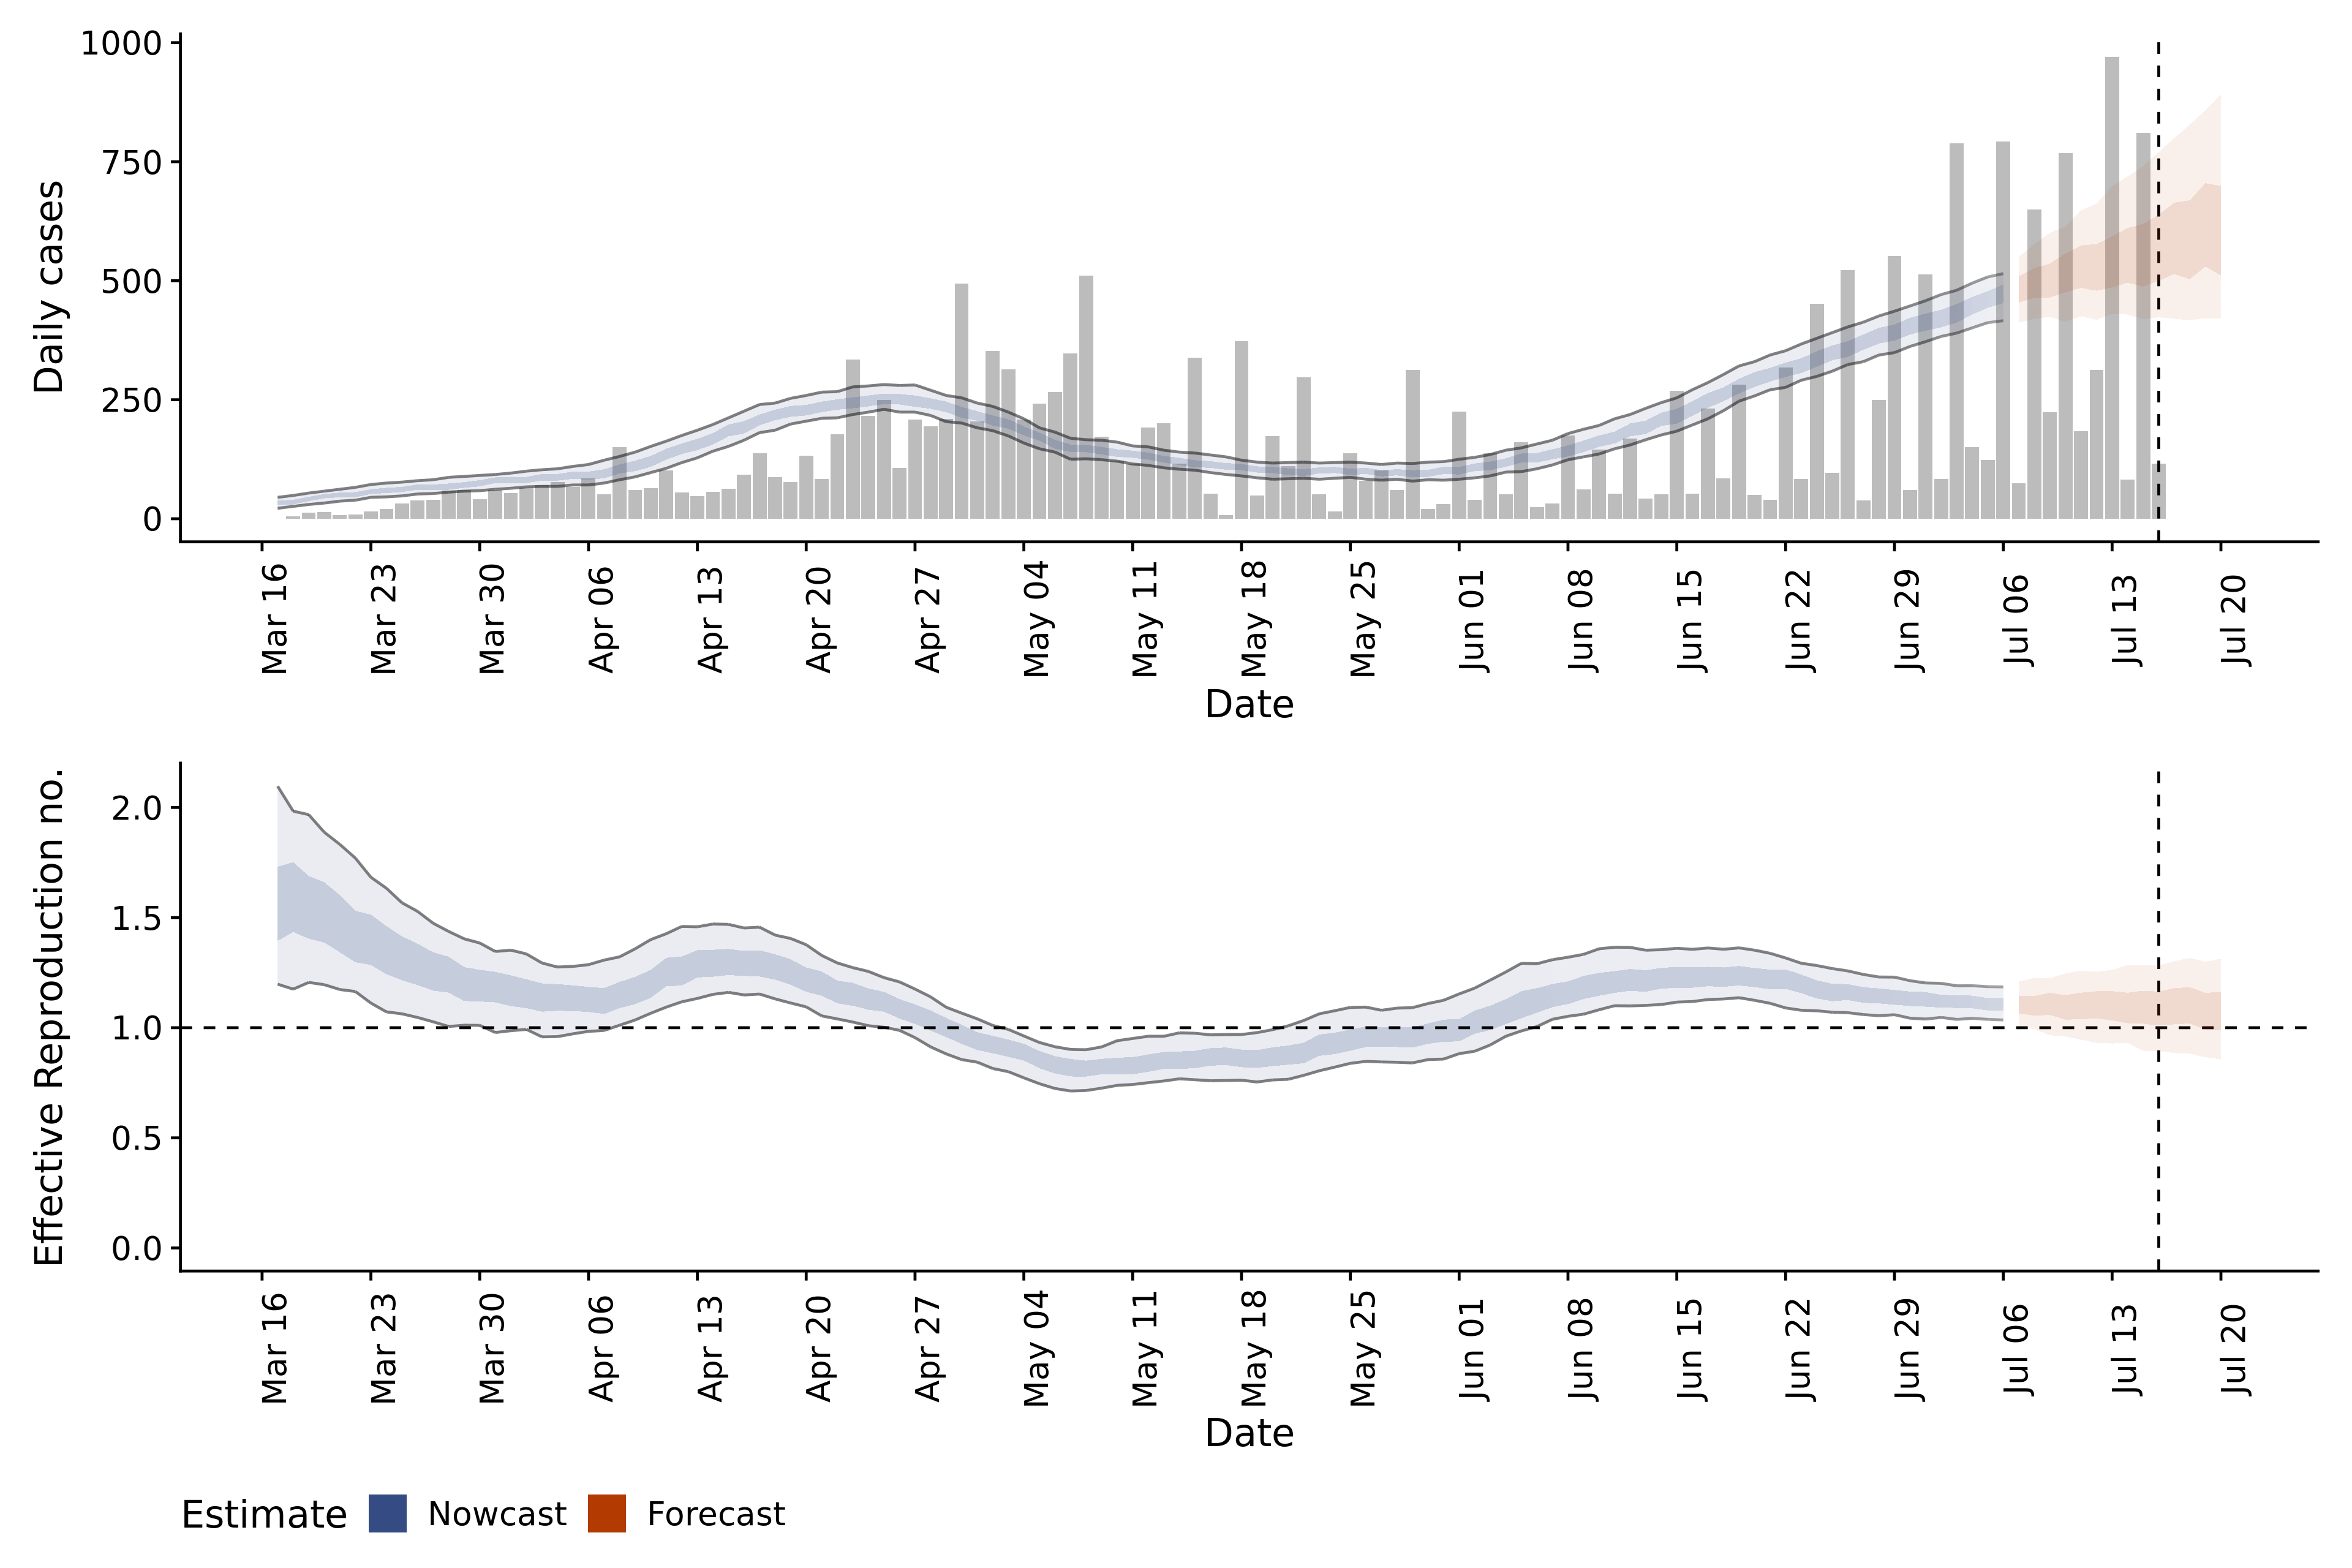 Daily cases
1000
750
500
250
0
Mar 16
Mar 23
Mar 30
Apr 06
Apr 13
Apr 20
Apr 27
May 04
May 11
May 18
May 25
Jun 01
Jun 08
Jun 15
Jun 22
Jun 29
Jul 06
Jul 13
Jul 20
Date
Effective Reproduction no.
2.0
1.5
1.0
0.5
0.0
Mar 16
Mar 23
Mar 30
Apr 06
Apr 13
Apr 20
Apr 27
May 04
May 11
May 18
May 25
Jun 01
Jun 08
Jun 15
Jun 22
Jun 29
Jul 06
Jul 13
Jul 20
Date
Estimate Nowcast Forecast